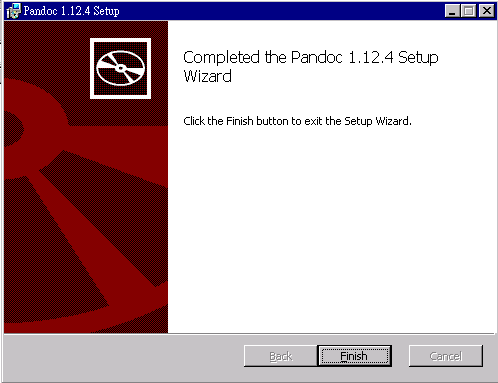 Pandoc 1.12.4 Setup
Completed the Pandoc 1.12.4 Setup
Wizard
Click the Finish button to exit the Setup Wizard.
Back Finish Cancel